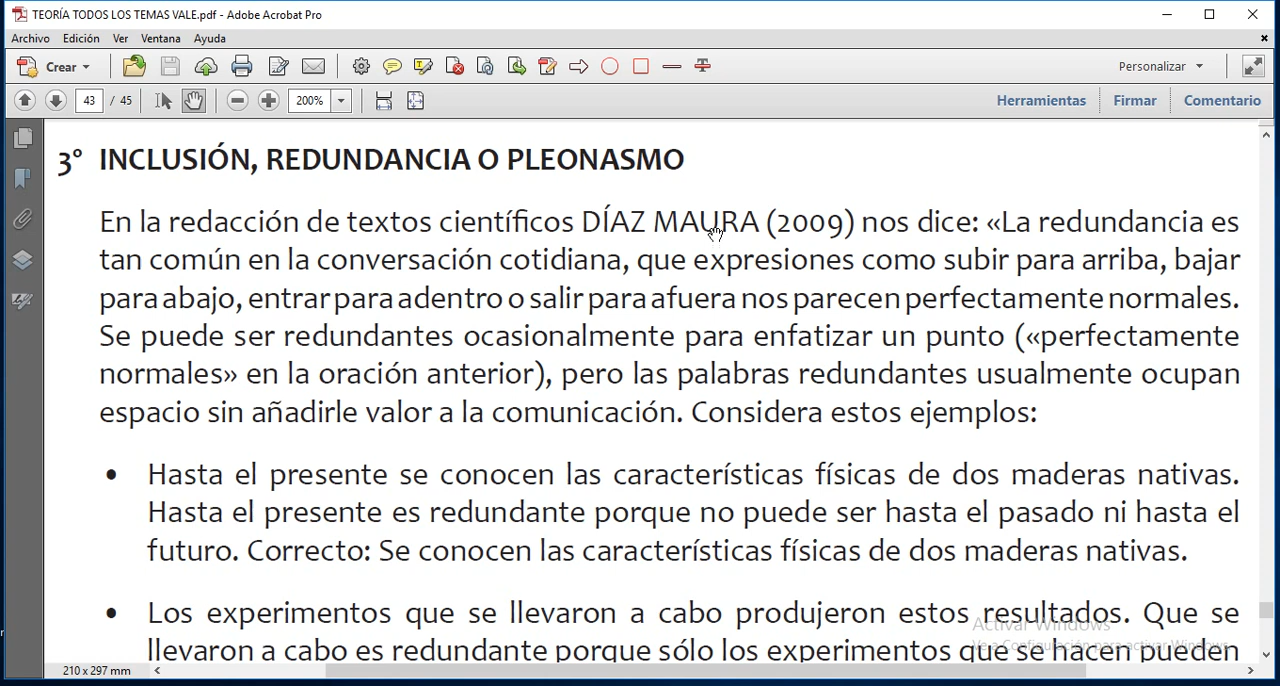 TEORÍA TODOS LOS TEMAS VALE.pdf - Adobe Acrobat Pro
Archivo Edición Ver Ventana Ayuda
Crear
Personalizar
43 / 45
200%
Herramientas Firmar Comentario
3° INCLUSIÓN, REDUNDANCIA O PLEONASMO
En la redacción de textos científicos DÍAZ MAURA (2009) nos dice: «La redundancia es
tan común en la conversación cotidiana, que expresiones como subir para arriba, bajar
para abajo, entrar para adentro o salir para afuera nos parecen perfectamente normales.
Se puede ser redundantes ocasionalmente para enfatizar un punto («perfectamente
normales» en la oración anterior), pero las palabras redundantes usualmente ocupan
espacio sin añadirle valor a la comunicación. Considera estos ejemplos:
• Hasta el presente se conocen las características físicas de dos maderas nativas.
Hasta el presente es redundante porque no puede ser hasta el pasado ni hasta el
futuro. Correcto: Se conocen las características físicas de dos maderas nativas.
• Los experimentos que se llevaron a cabo produjeron estos resultados. Que se
llevaron a cabo es redundante porque sólo los experimentos que se hacen pueden
Activar Windows
Ve a Configuración para activar Windows.
210 x 297 mm